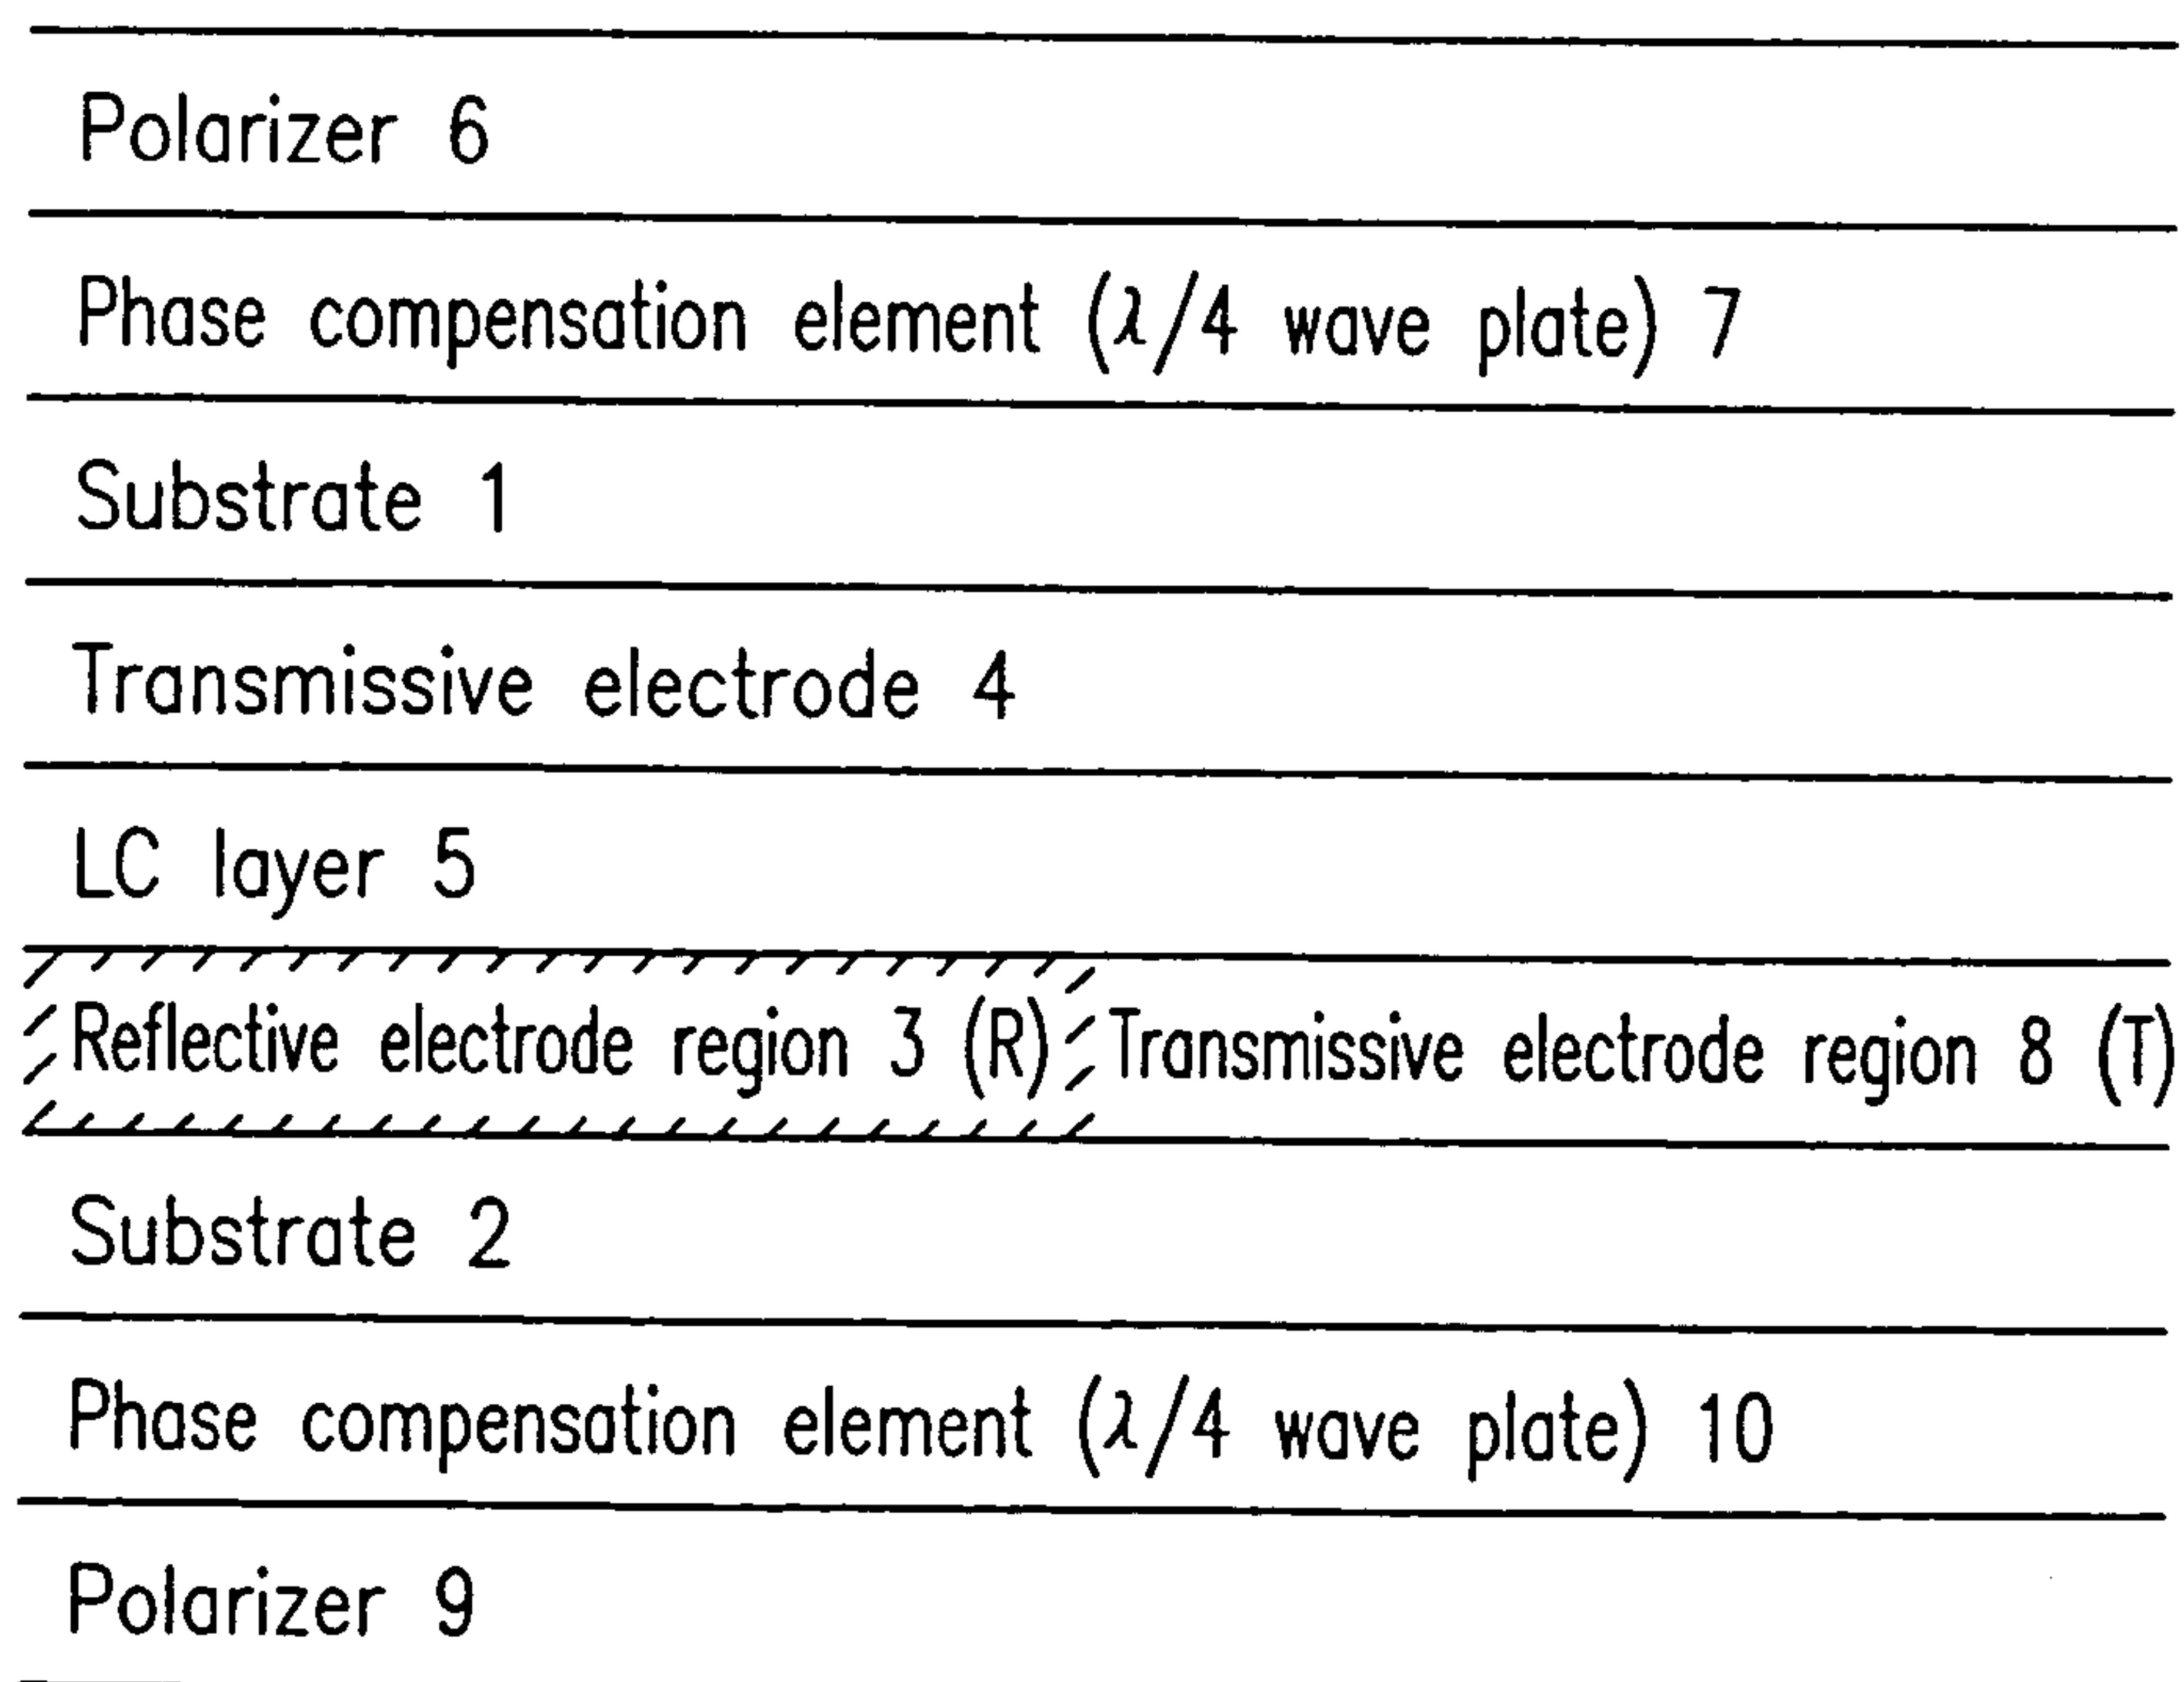 Polarizer 6
Phase compensation element (λ/4 wave plate) 7
Substrate 1
Transmissive electrode 4
LC layer 5
Reflective electrode region 3 (R) Transmissive electrode region 8 (T)
Substrate 2
Phase compensation element (λ/4 wave plate) 10
Polarizer 9